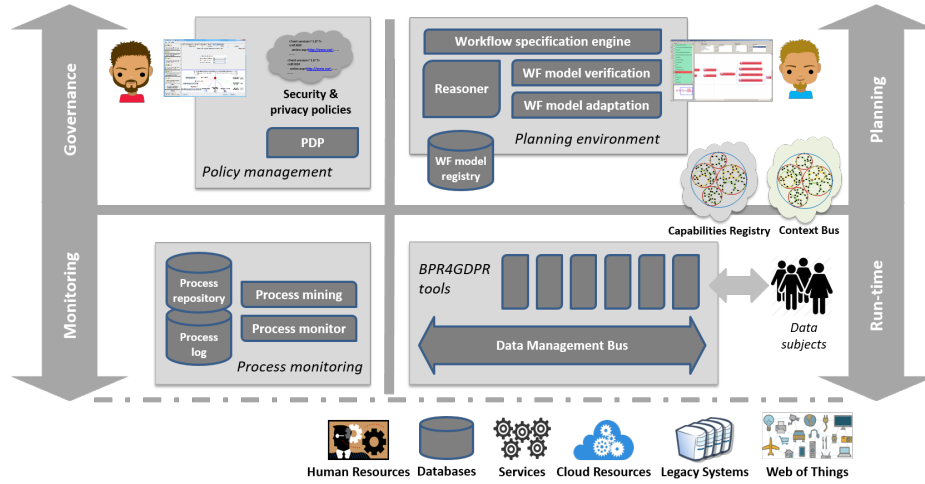 Governance
Planning
Security &
privacy policies
PDP
Policy management
Workflow specification engine
Reasoner
WF model verification
WF model adaptation
Planning environment
WF model
registry
Capabilities Registry
Context Bus
Monitoring
Run-time
Process
repository
Process mining
Process monitor
Process
log
Process monitoring
BPR4GDPR
tools
Data Management Bus
Data
subjects
Human Resources
Databases
Services
Cloud Resources
Legacy Systems
Web of Things